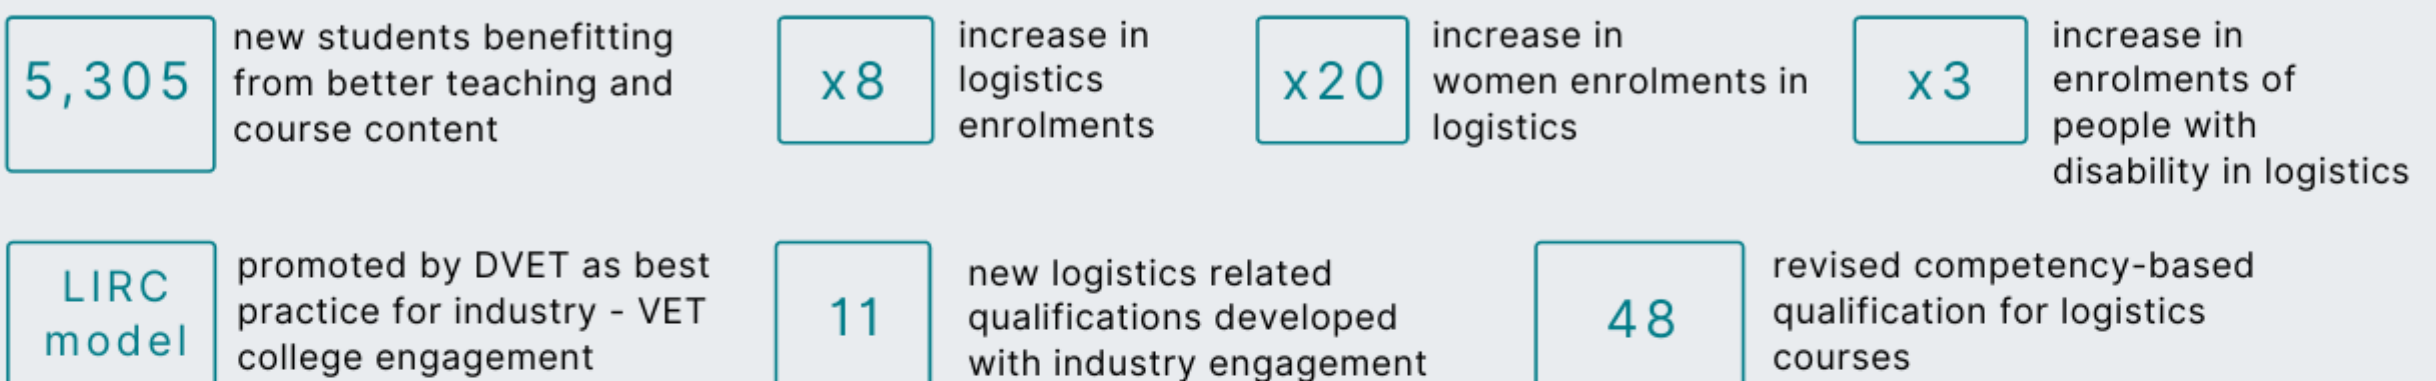 5,305
new students benefitting
from better teaching and
course content
x8
increase in
logistics
enrolments
x20
increase in
women enrolments in
logistics
x3
increase in
enrolments of
people with
disability in logistics
LIRC
model
promoted by DVET as best
practice for industry - VET
college engagement
11
new logistics related
qualifications developed
with industry engagement
48
revised competency-based
qualification for logistics
courses